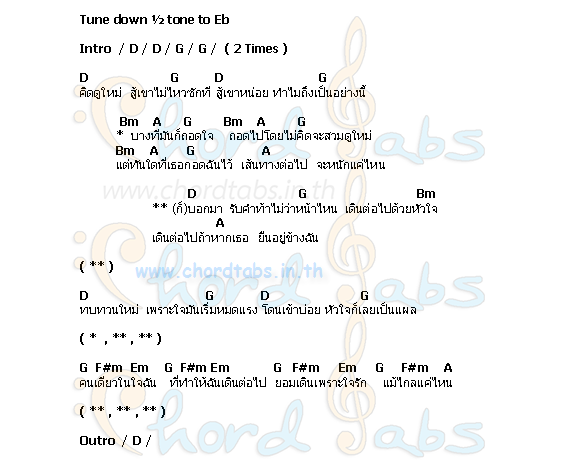 Tune down ½ tone to Eb
Intro / D / D / G / G / ( 2 Times )
D G D G
คิดดูใหม่ สู้เขาไม่ไหวซักที สู้เขาหน่อย ทำไมถึงเป็นอย่างนี้
Bm A G Bm A G
* บางทีมันก็ถอดใจ ถอดไปโดยไม่คิดจะสวมดูใหม่
Bm A G A
แต่ทันใดที่เธอกอดฉันไว้ เส้นทางต่อไป จะหนักแค่ไหน
www.chordtabs.in.th
D G Bm
** (ก็)บอกมา รับคำท้าไม่ว่าหน้าไหน เดินต่อไปด้วยหัวใจ
A
เดินต่อไปถ้าหากเธอ ยืนอยู่ข้างฉัน
( ** )
www.chordtabs.in.th
D G D G
ทบทวนใหม่ เพราะใจมันเริ่มหมดแรง โดนเข้าบ่อย หัวใจก็เลยเป็นแผล
( * , ** , ** )
G F#m Em G F#m Em G F#m Em G F#m A
คนเดียวในใจฉัน ที่ทำให้ฉันเดินต่อไป ยอมเดินเพราะใจรัก แม้ไกลแค่ไหน
( ** , ** , ** )
Outro / D /